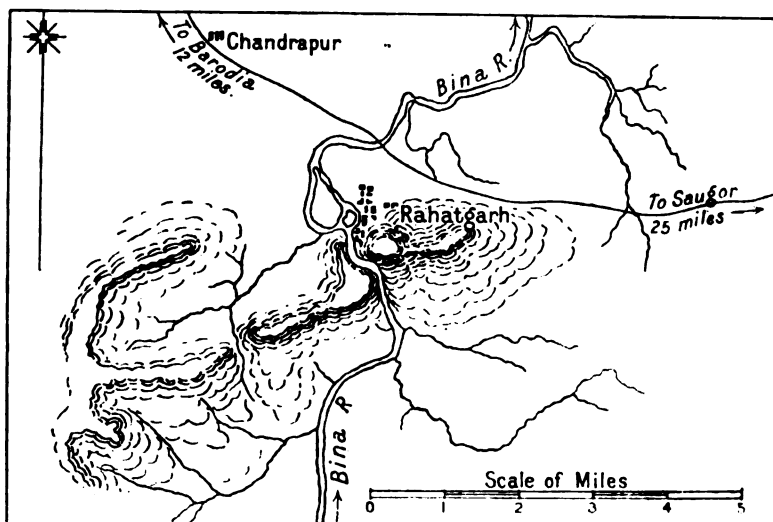 Chandrapur
To Barodia
12 miles.
Bina R.
To Saugor
25 miles
Rahatgarh
Bina R
Scale of Miles
0 1 2 3 4 5